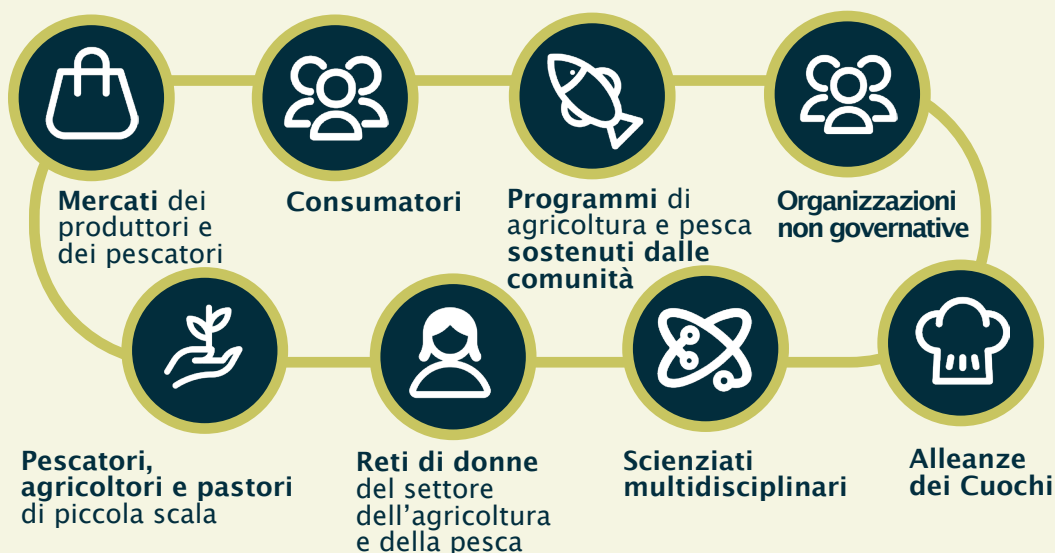 Mercati dei
produttori e
dei pescatori
Consumatori
Programmi di
agricoltura e pesca
sostenuti dalle
comunità
Organizzazioni
non governative
Pescatori,
agricoltori e pastori
di piccola scala
Reti di donne
del settore
dell’agricoltura
e della pesca
Scienziati
multidisciplinari
Alleanze
dei Cuochi